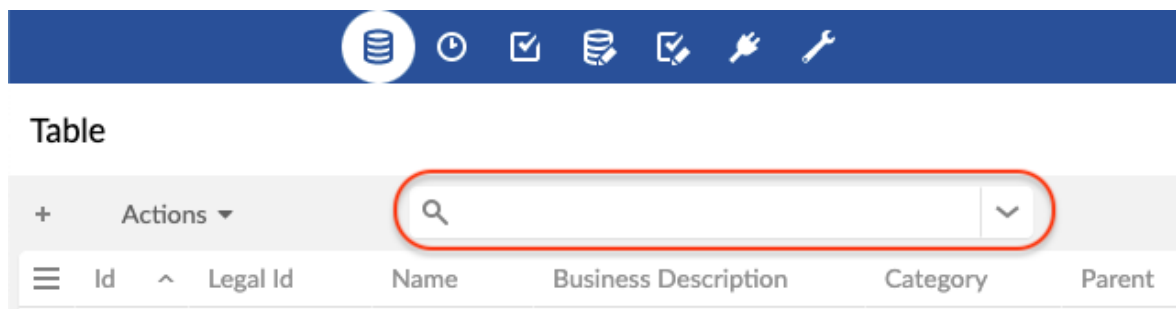 Table
+ Actions
Id Legal Id Name Business Description Category Parent